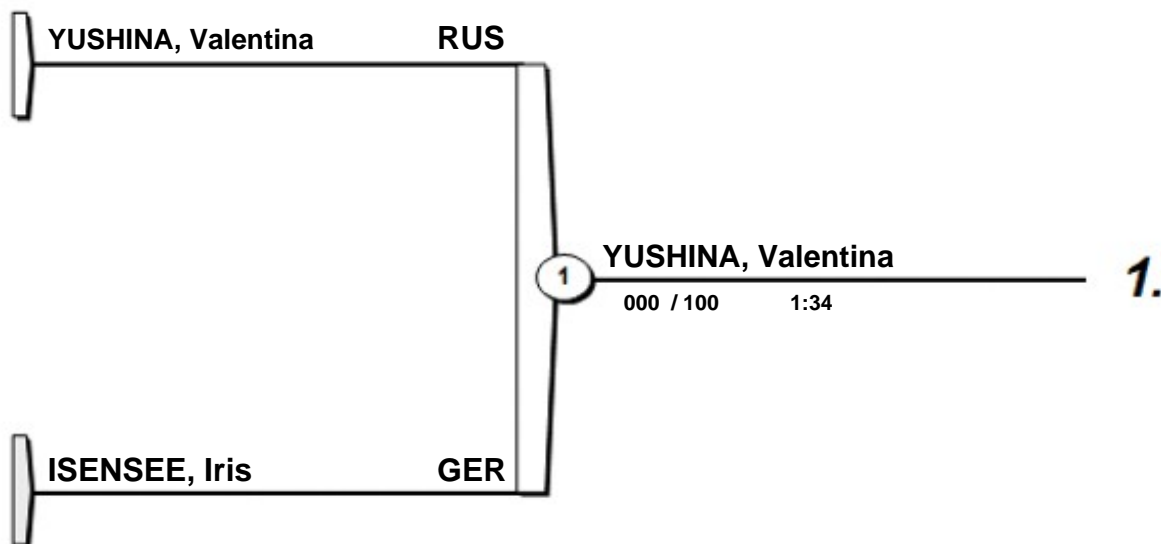 YUSHINA, Valentina RUS
1 YUSHINA, Valentina 1.
000 / 100 1:34
ISENSEE, Iris GER